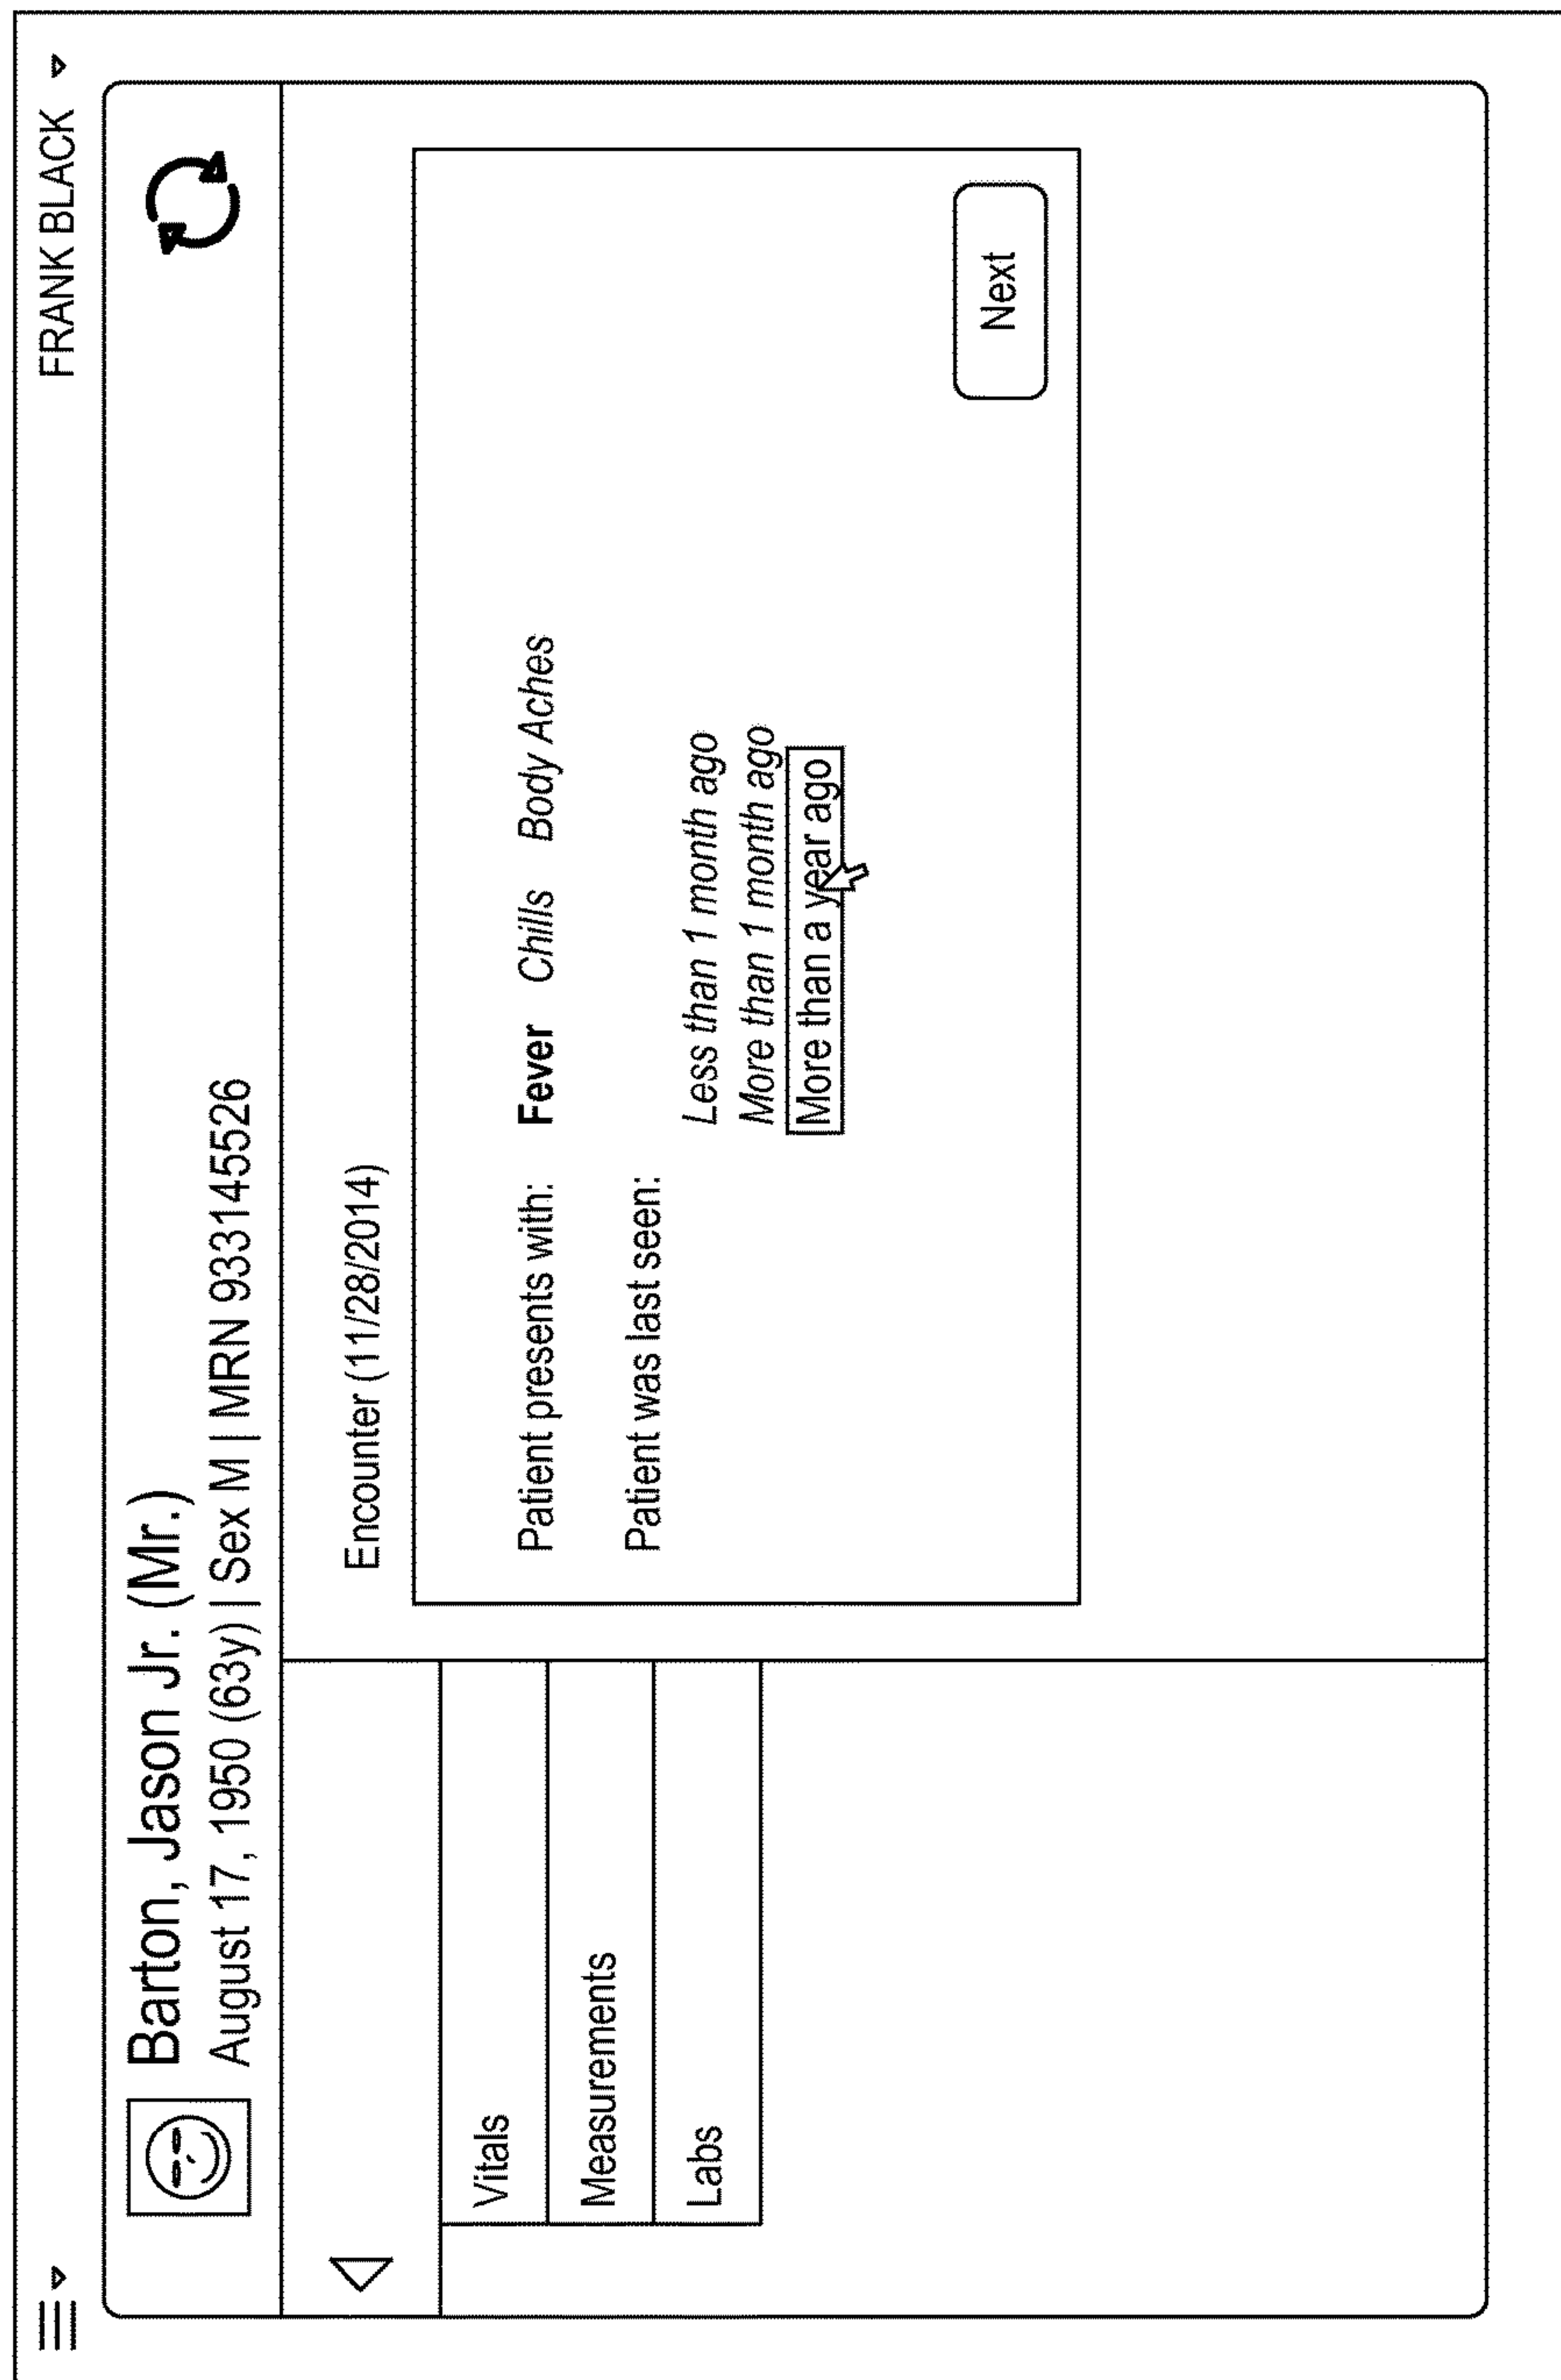 FRANK BLACK
Barton, Jason Jr. (Mr.)
August 17, 1950 (63y) | Sex M | MRN 933145526
Vitals
Measurements
Labs
Encounter (11/28/2014)
Patient presents with: Fever Chills Body Aches
Patient was last seen:
Less than 1 month ago
More than 1 month ago
More than a year ago
Next